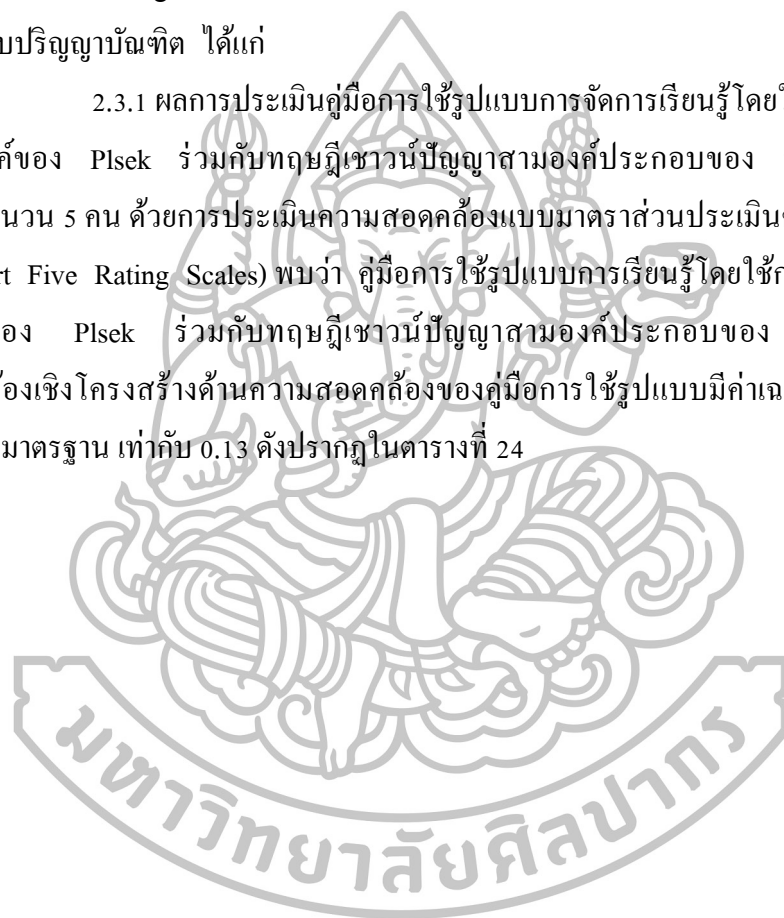 บปริญญาบัณฑิต ได้แก่
2.3.1 ผลการประเมินคู่มือการใช้รูปแบบการจัดการเรียนรู้โดยใ
ค์ของ Plsek ร่วมกับทฤษฎีเชาวน์ปัญญาสามองค์ประกอบของ
นวน 5 คน ด้วยการประเมินความสอดคล้องแบบมาตราส่วนประเมินค
rt Five Rating Scales) พบว่า คู่มือการใช้รูปแบบการเรียนรู้โดยใช้ก
อง Plsek ร่วมกับทฤษฎีเชาวน์ปัญญาสามองค์ประกอบของ
้องเชิงโครงสร้างด้านความสอดคล้องของคู่มือการใช้รูปแบบมีค่าเฉ
มาตรฐาน เท่ากับ 0.13 ดังปรากฏในตารางที่ 24
มหาวิทยาลัยศิลปากร